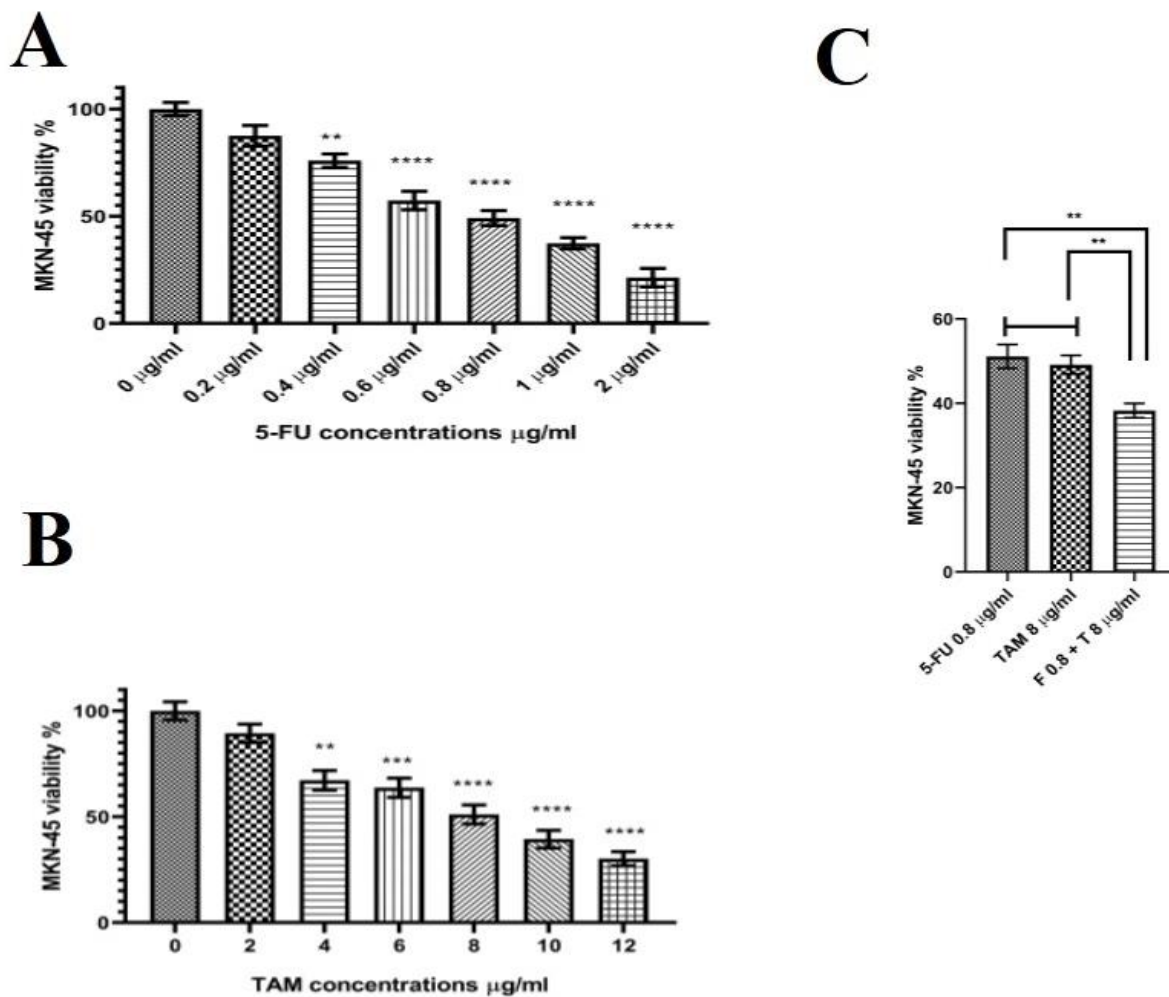 A
MKN-45 viability %
100
50
0
**
****
****
****
****
0 µg/ml
0.2 µg/ml
0.4 µg/ml
0.6 µg/ml
0.8 µg/ml
1 µg/ml
2 µg/ml
5-FU concentrations µg/ml
B
MKN-45 viability %
100
50
0
**
***
****
****
****
0 2 4 6 8 10 12
TAM concentrations µg/ml
C
MKN-45 viability %
60
40
20
0
**
**
5-FU 0.8 µg/ml
TAM 8 µg/ml
F 0.8 + T 8 µg/ml